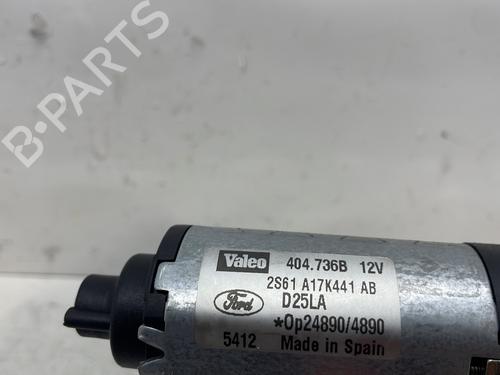 B-PARTS
Valeo 404.736B 12V
2S61 A17K441 AB
Ford D25LA
*Op24890/4890
5412 Made in Spain